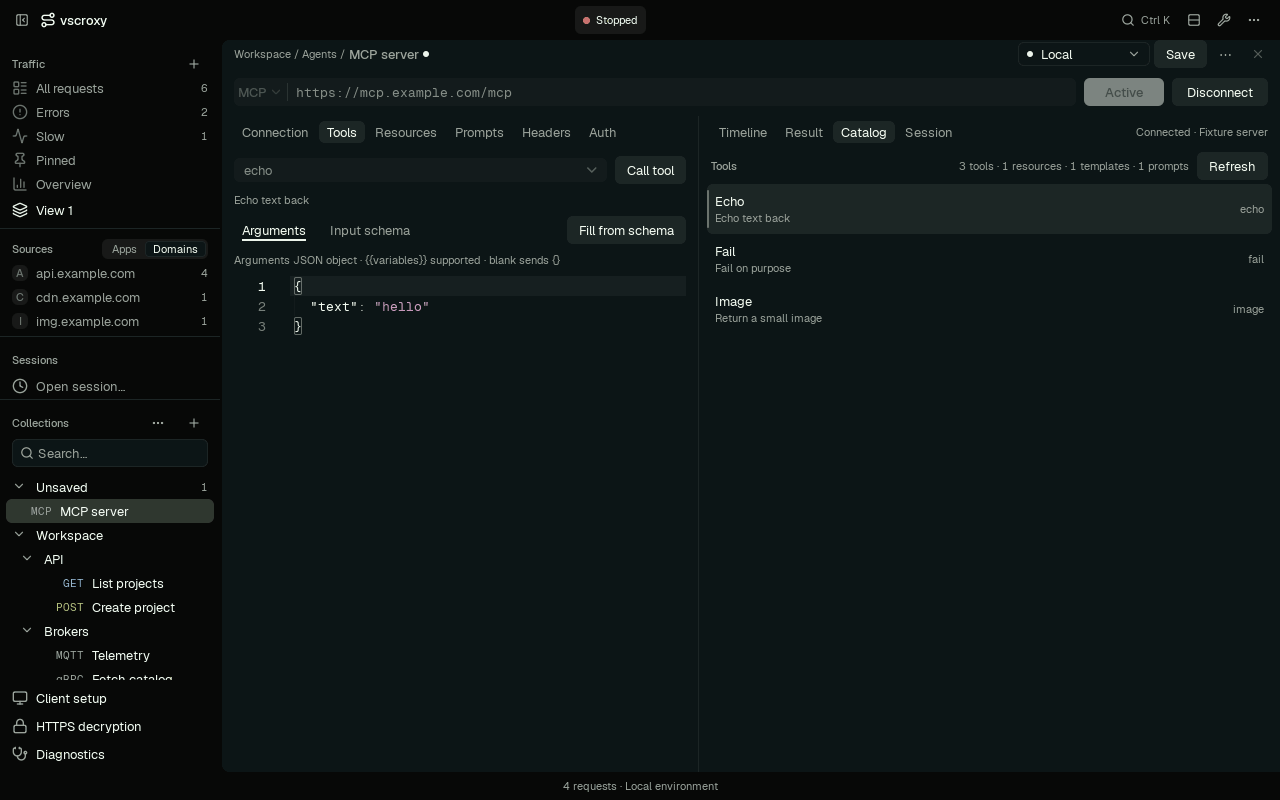 vscroxy
Stopped
Ctrl K
Traffic
All requests 6
Errors 2
Slow 1
Pinned
Overview
View 1
Sources Apps Domains
A api.example.com 4
C cdn.example.com 1
I img.example.com 1
Sessions
Open session...
Collections
Search...
Unsaved 1
MCP MCP server
Workspace
API
GET List projects
POST Create project
Brokers
MQTT Telemetry
gRPC Fetch catalog
Client setup
HTTPS decryption
Diagnostics
Workspace / Agents / MCP server
Local
Save
MCP https://mcp.example.com/mcp
Active
Disconnect
Connection Tools Resources Prompts Headers Auth
echo
Call tool
Echo text back
Arguments Input schema
Fill from schema
Arguments JSON object · {{variables}} supported · blank sends {}
1 {
2 "text": "hello"
3 }
Timeline Result Catalog Session
Connected · Fixture server
Tools
3 tools · 1 resources · 1 templates · 1 prompts
Refresh
Echo
Echo text back
echo
Fail
Fail on purpose
fail
Image
Return a small image
image
4 requests · Local environment